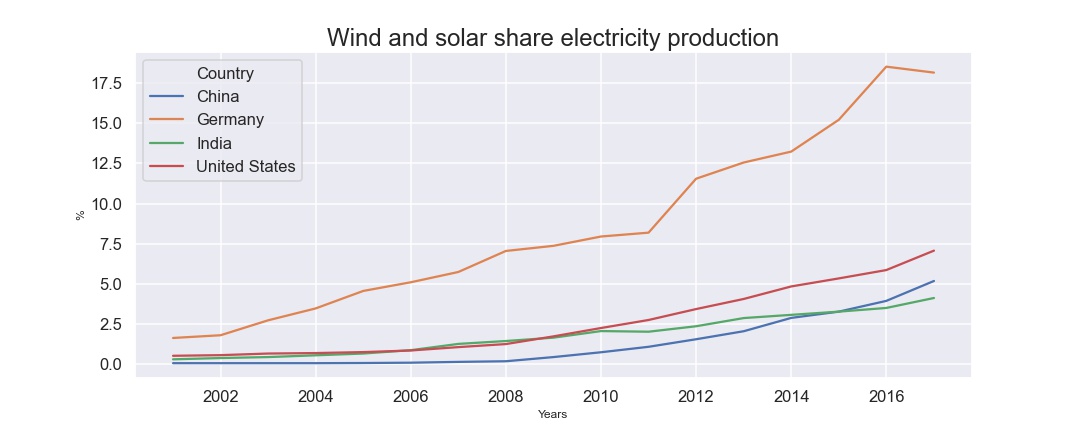 Wind and solar share electricity production
Country
China
Germany
India
United States
17.5
15.0
12.5
10.0
7.5
5.0
2.5
0.0
%
2002 2004 2006 2008 2010 2012 2014 2016
Years